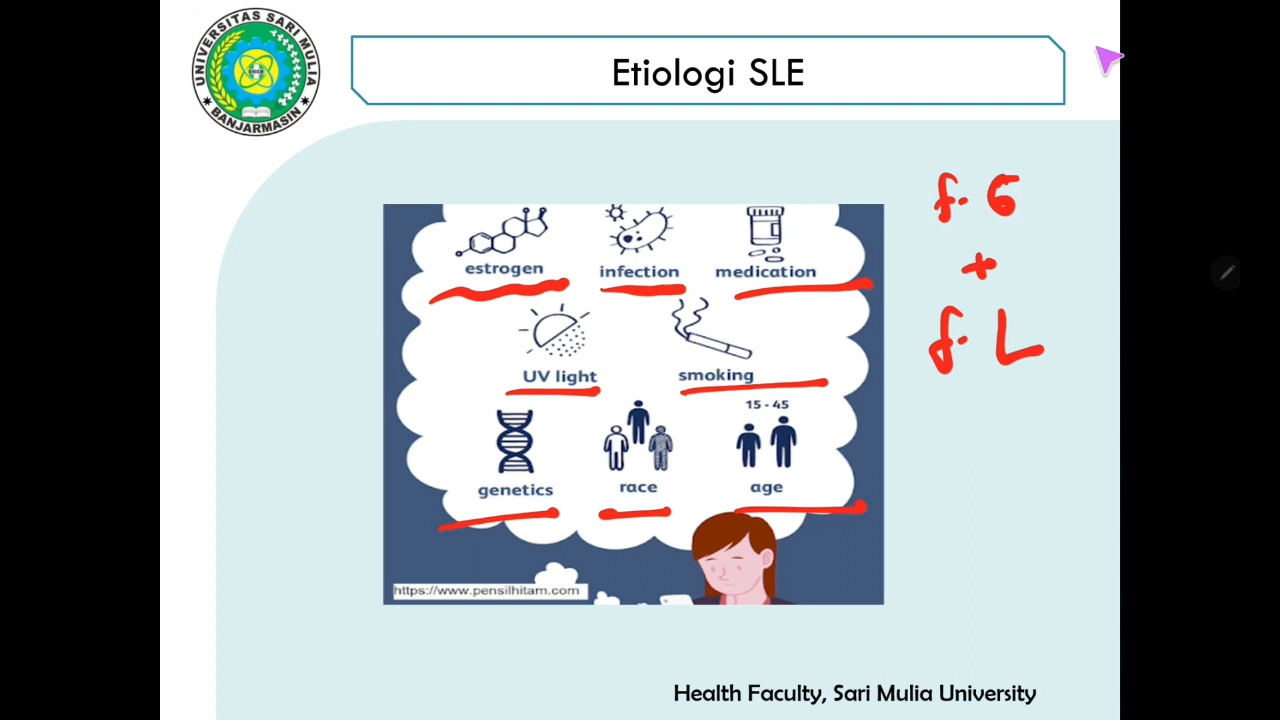 UNIVERSITAS SARI MULIA
BANJARMASIN
Etiologi SLE
f. G
+
f. L
estrogen infection medication
UV light smoking
15 - 45
genetics race age
https://www.pensilhitam.com
Health Faculty, Sari Mulia University